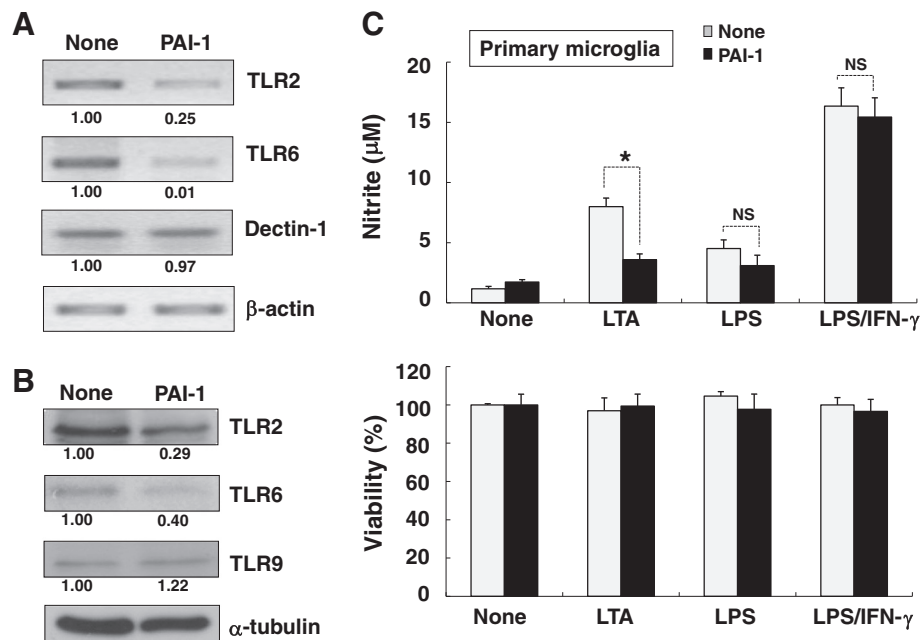 A
None PAI-1
TLR2
1.00 0.25
TLR6
1.00 0.01
Dectin-1
1.00 0.97
β-actin
B
None PAI-1
TLR2
1.00 0.29
TLR6
1.00 0.40
TLR9
1.00 1.22
α-tubulin
C
None
PAI-1
Primary microglia
Nitrite (μM)
20
15
10
5
0
*
NS
NS
None LTA LPS LPS/IFN-γ
Viability (%)
120
100
80
60
40
20
0
None LTA LPS LPS/IFN-γ